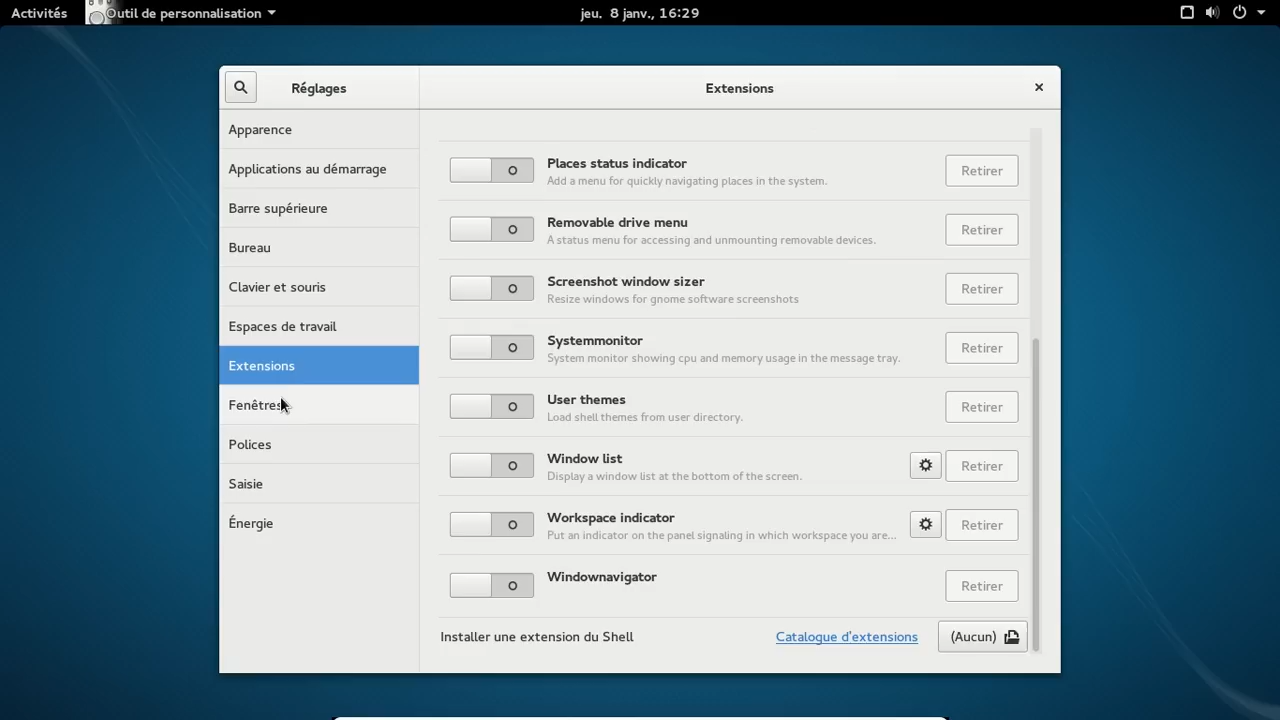 Activités
Outil de personnalisation
jeu. 8 janv., 16:29
Réglages
Extensions
Apparence
Applications au démarrage
Barre supérieure
Bureau
Clavier et souris
Espaces de travail
Extensions
Fenêtres
Polices
Saisie
Énergie
Places status indicator
Add a menu for quickly navigating places in the system.
Retirer
Removable drive menu
A status menu for accessing and unmounting removable devices.
Retirer
Screenshot window sizer
Resize windows for gnome software screenshots
Retirer
Systemmonitor
System monitor showing cpu and memory usage in the message tray.
Retirer
User themes
Load shell themes from user directory.
Retirer
Window list
Display a window list at the bottom of the screen.
Retirer
Workspace indicator
Put an indicator on the panel signaling in which workspace you are...
Retirer
Windownavigator
Retirer
Installer une extension du Shell
Catalogue d'extensions
(Aucun)